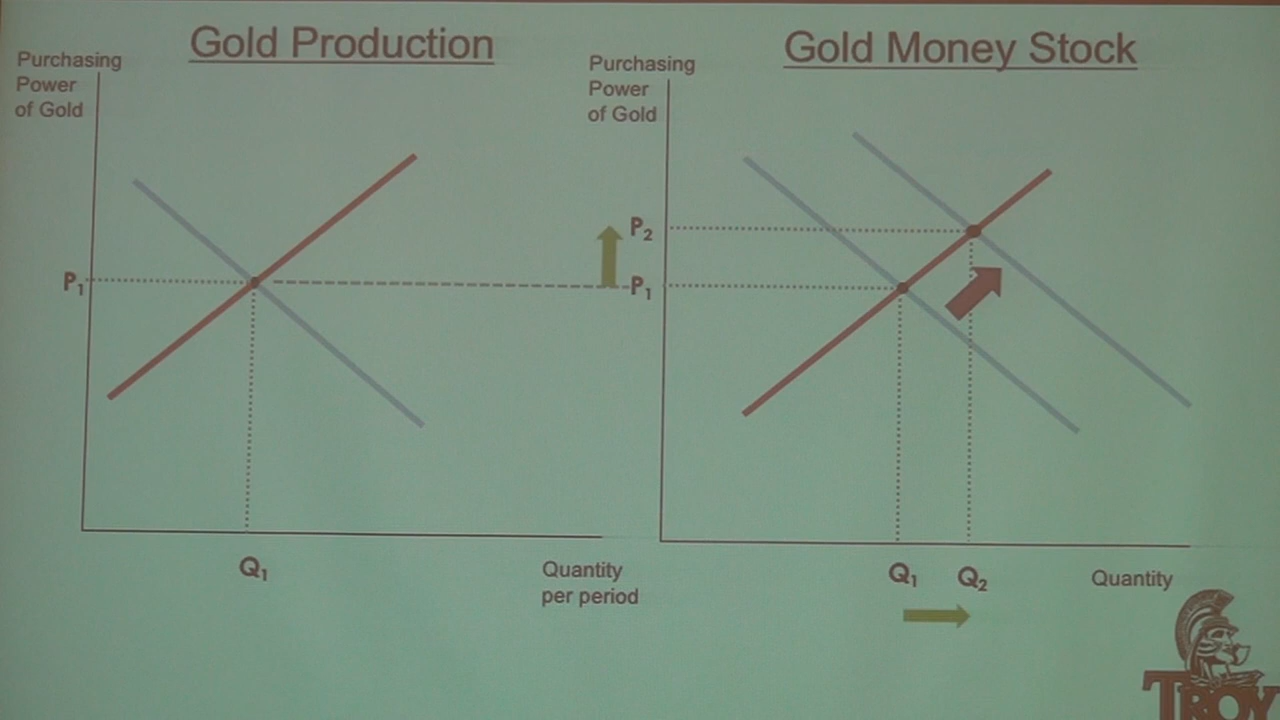 Gold Production
Purchasing
Power
of Gold
P₁
Q₁
Quantity
per period
Gold Money Stock
Purchasing
Power
of Gold
P₂
P₁
Q₁
Q₂
Quantity
TROY